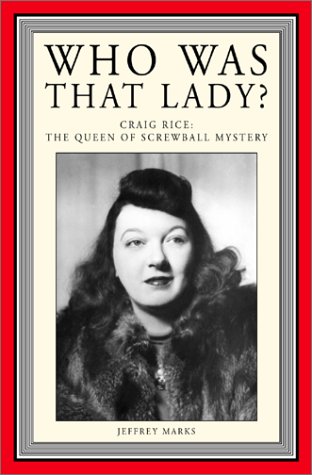 WHO WAS
THAT LADY?
CRAIG RICE:
THE QUEEN OF SCREWBALL MYSTERY
JEFFREY MARKS